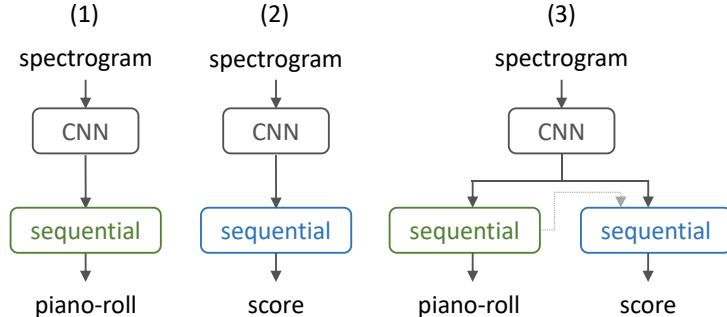 (1)
spectrogram
CNN
sequential
piano-roll
(2)
spectrogram
CNN
sequential
score
(3)
spectrogram
CNN
sequential
sequential
piano-roll
score